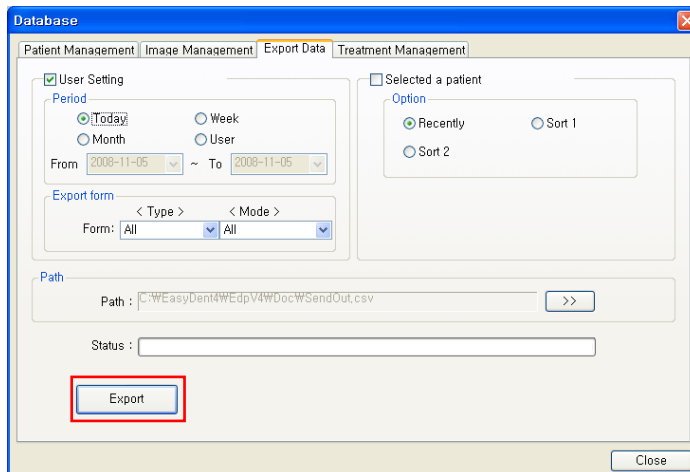 Database
Patient Management Image Management Export Data Treatment Management
User Setting
Period
Today Week
Month User
From 2008-11-05 ~ To 2008-11-05
Export form
< Type > < Mode >
Form: All All
Selected a patient
Option
Recently Sort 1
Sort 2
Path
Path : C:₩EasyDent4₩EdpV4₩Doc₩SendOut.csv >>
Status :
Export
Close